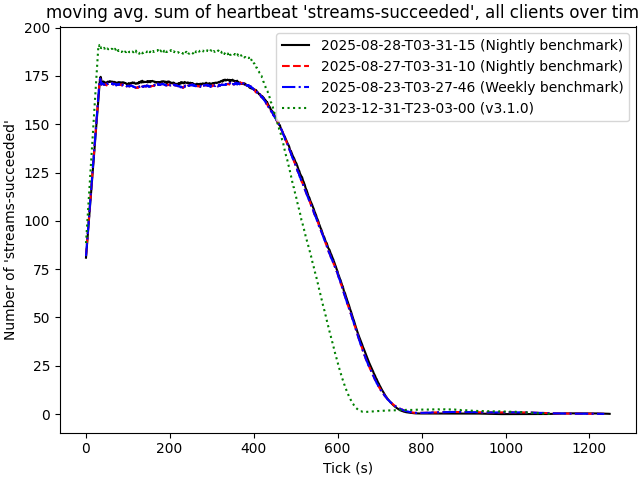 moving avg. sum of heartbeat 'streams-succeeded', all clients over tim
2025-08-28-T03-31-15 (Nightly benchmark)
2025-08-27-T03-31-10 (Nightly benchmark)
2025-08-23-T03-27-46 (Weekly benchmark)
2023-12-31-T23-03-00 (v3.1.0)
Number of 'streams-succeeded'
200
175
150
125
100
75
50
25
0
0 200 400 600 800 1000 1200
Tick (s)